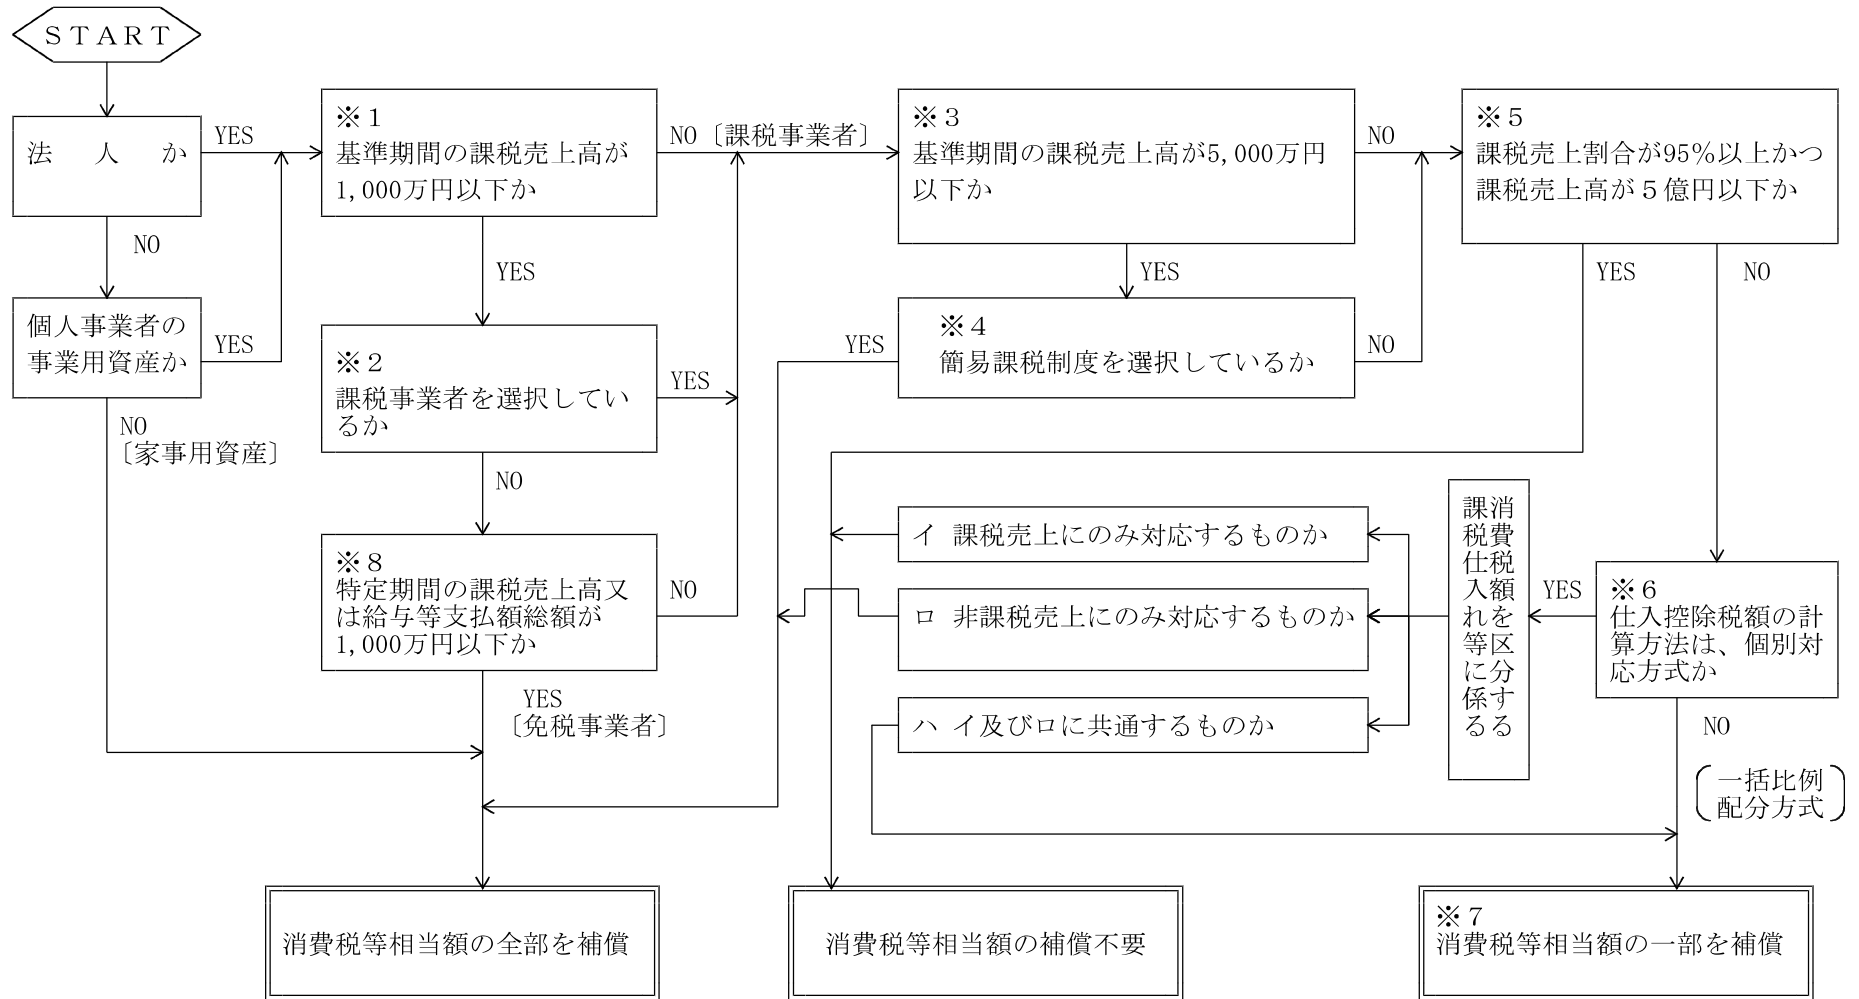 ＳＴＡＲＴ
法　人　か
YES
NO
個人事業者の
事業用資産か
YES
NO
〔家事用資産〕
※１
基準期間の課税売上高が
1,000万円以下か
NO〔課税事業者〕
YES
※２
課税事業者を選択してい
るか
YES
NO
※８
特定期間の課税売上高又
は給与等支払額総額が
1,000万円以下か
NO
YES
〔免税事業者〕
※３
基準期間の課税売上高が5,000万円
以下か
NO
YES
※４
簡易課税制度を選択しているか
YES
NO
※５
課税売上割合が95％以上かつ
課税売上高が５億円以下か
YES
NO
※６
仕入控除税額の計
算方法は、個別対
応方式か
YES
NO
一括比例
配分方式
消費税額を区分する
課税仕入れ等に係る
イ 課税売上にのみ対応するものか
ロ 非課税売上にのみ対応するものか
ハ イ及びロに共通するものか
消費税等相当額の全部を補償
消費税等相当額の補償不要
※７
消費税等相当額の一部を補償